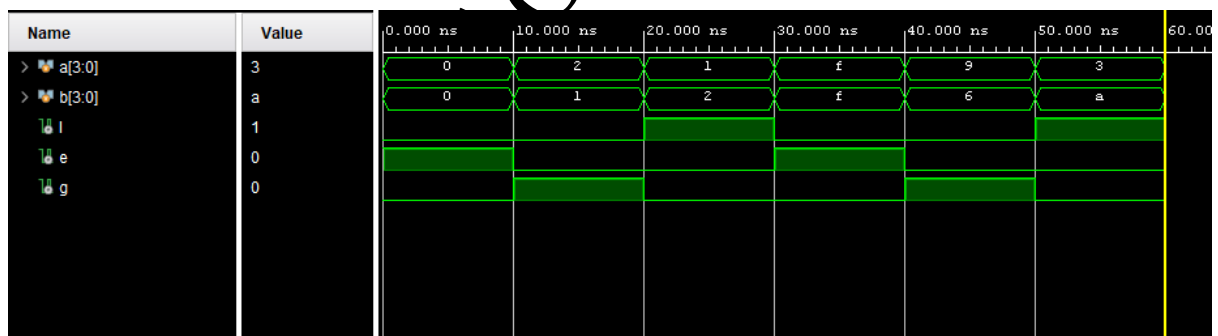 Name Value 0.000 ns 10.000 ns 20.000 ns 30.000 ns 40.000 ns 50.000 ns 60.00
a[3:0] 3 0 2 1 f 9 3
b[3:0] a 0 1 2 f 6 a
l 1
e 0
g 0